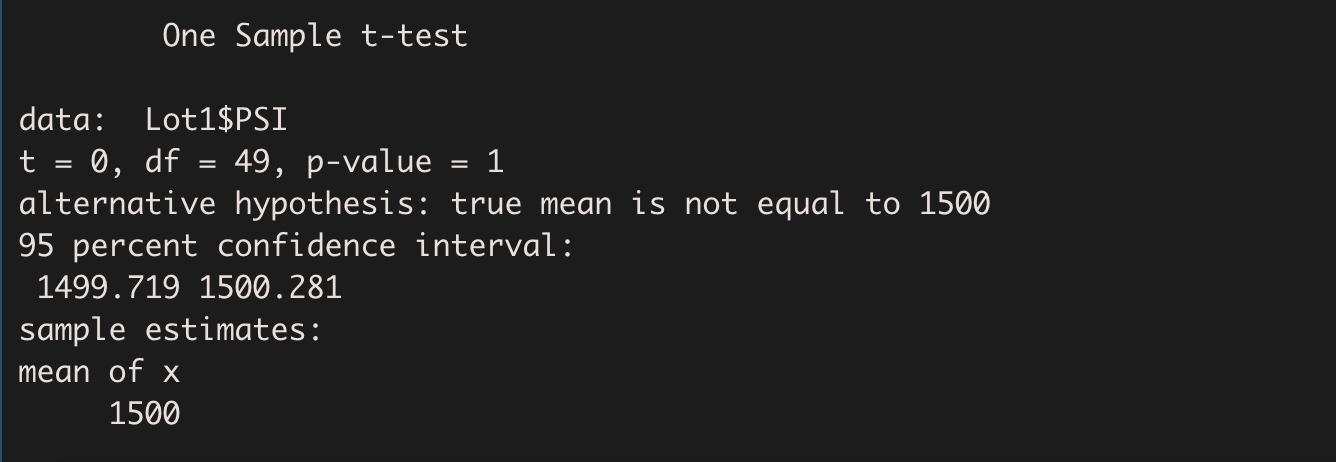 One Sample t-test
data:  Lot1$PSI
t = 0, df = 49, p-value = 1
alternative hypothesis: true mean is not equal to 1500
95 percent confidence interval:
1499.719 1500.281
sample estimates:
mean of x
1500